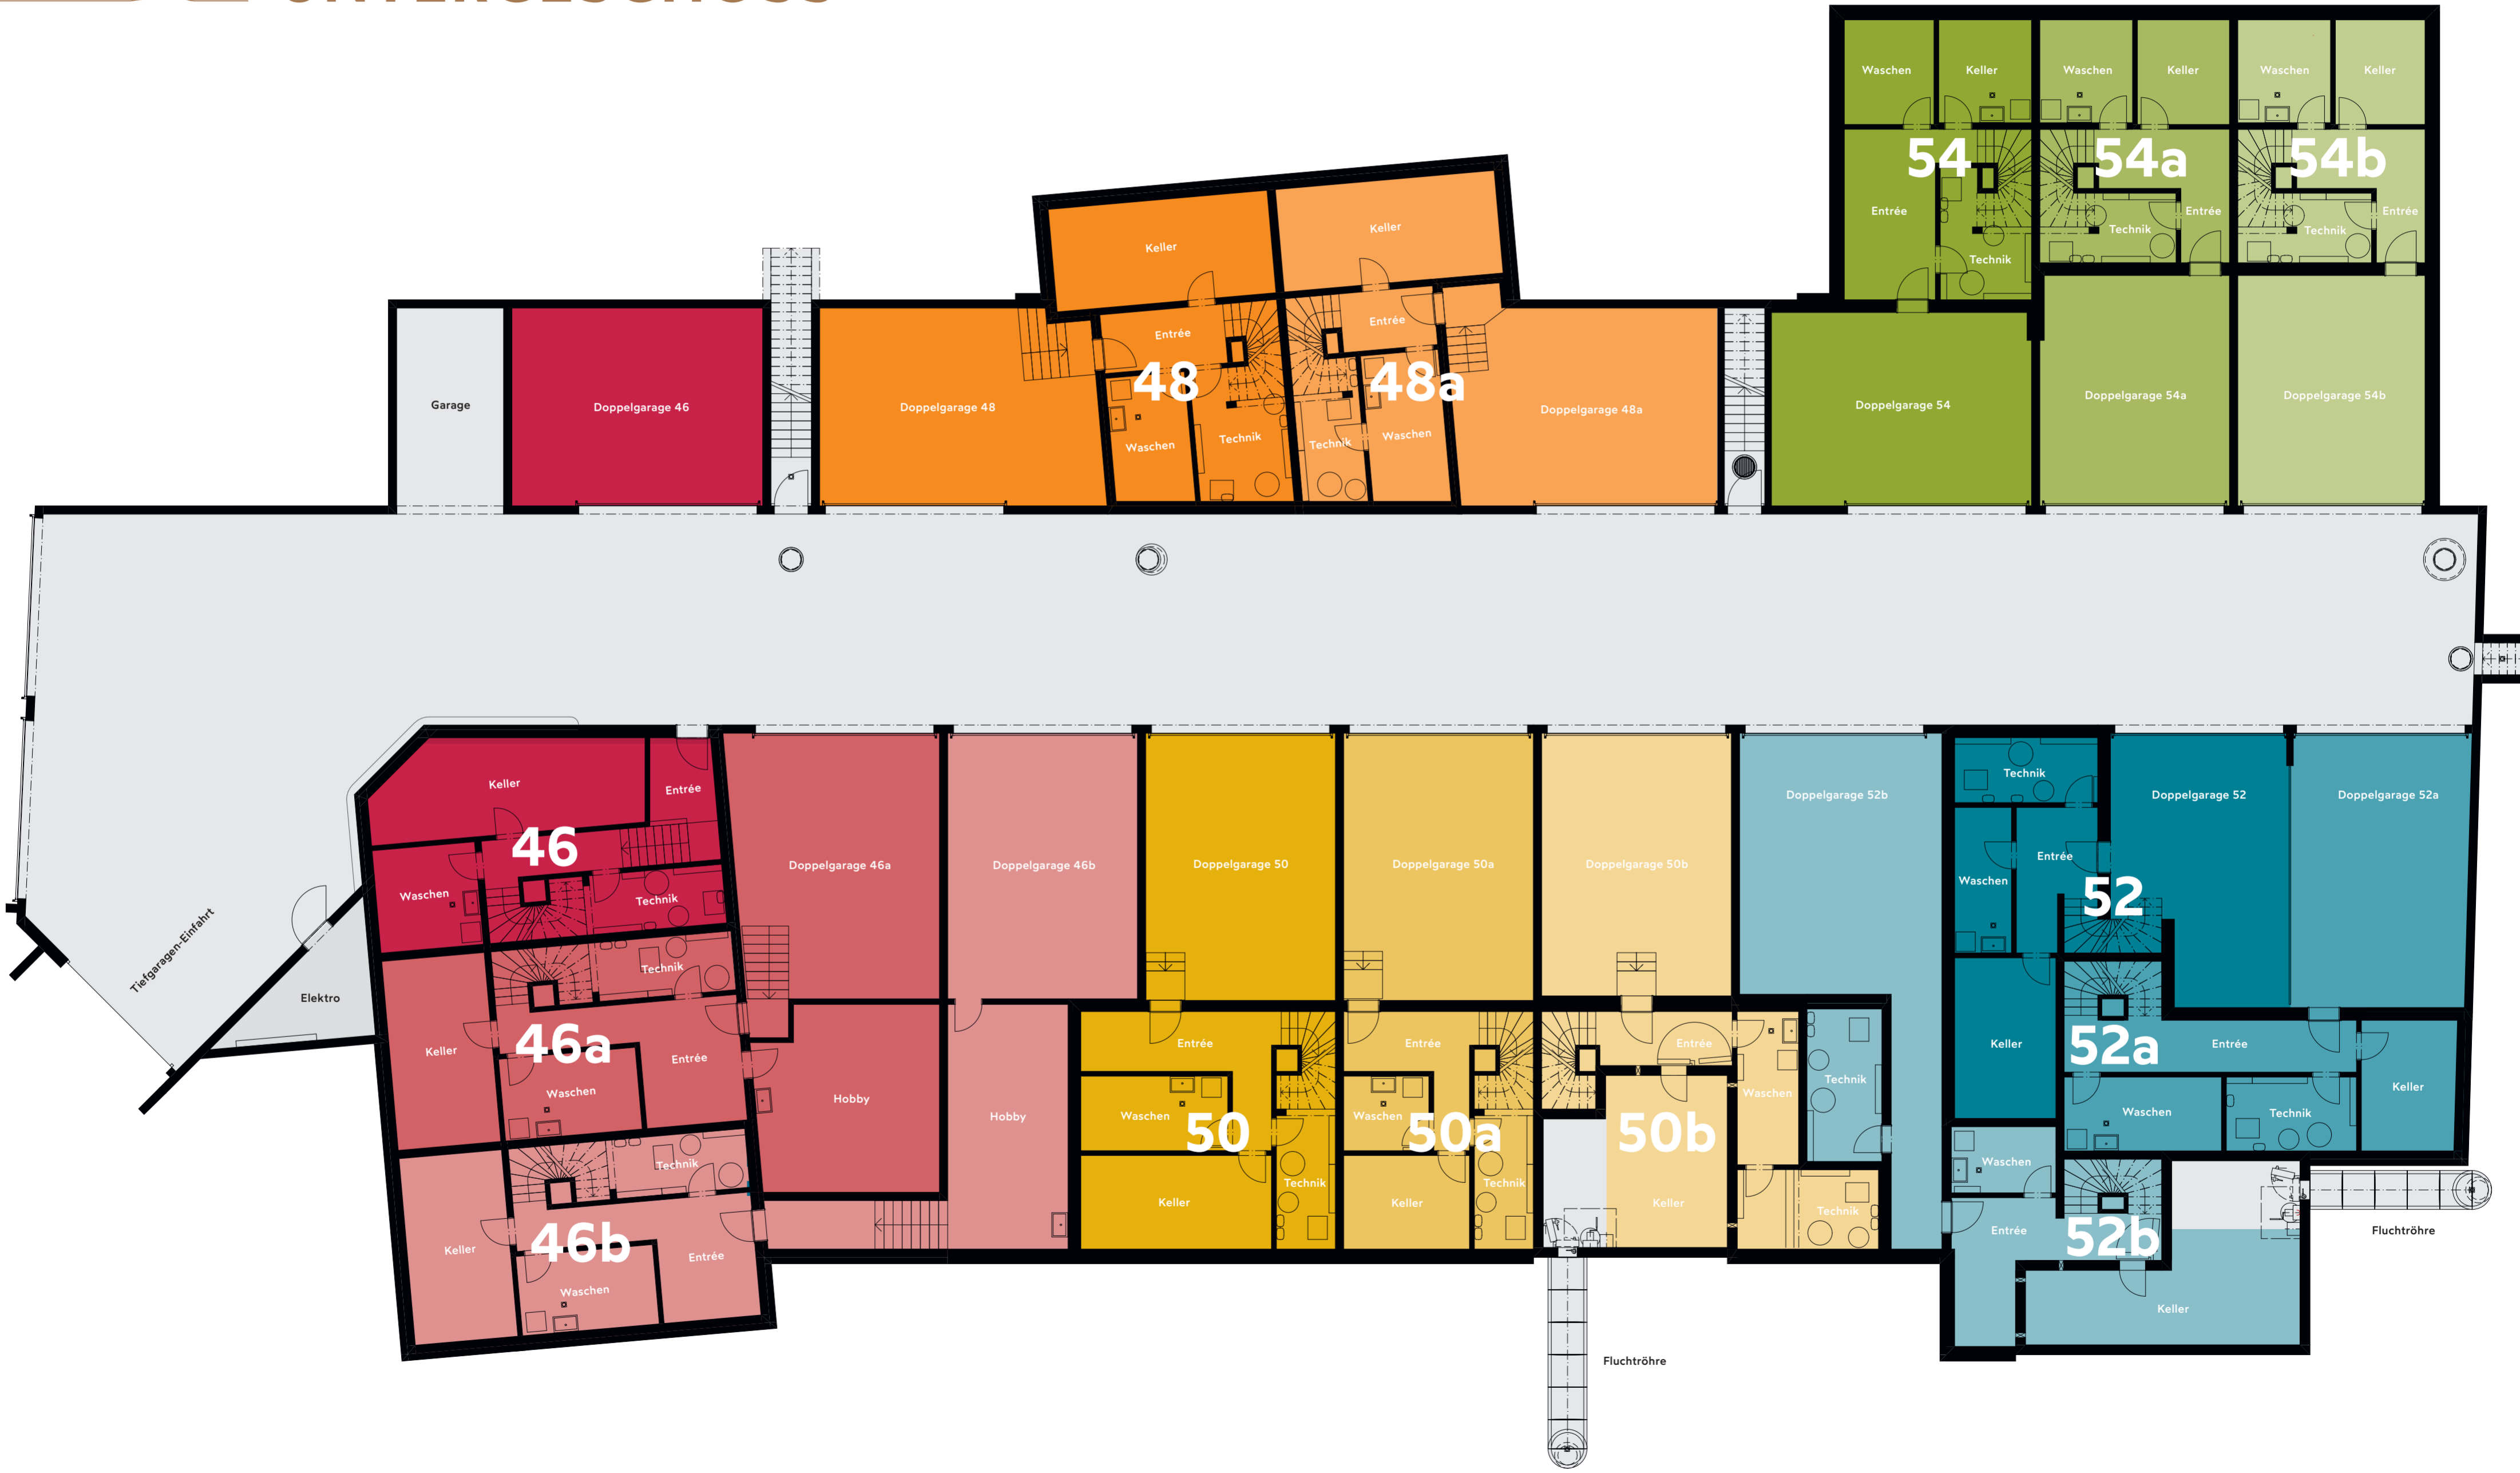 Waschen
Keller
Waschen
Keller
Waschen
Keller
54
54a
54b
Entrée
Technik
Technik
Entrée
Technik
Entrée
Keller
Keller
Entrée
Entrée
48
48a
Waschen
Technik
Technik
Waschen
Garage
Doppelgarage 46
Doppelgarage 48
Doppelgarage 48a
Doppelgarage 54
Doppelgarage 54a
Doppelgarage 54b
Tiefgaragen-Einfahrt
Elektro
Keller
Entrée
46
Waschen
Technik
Technik
Keller
46a
Entrée
Waschen
Technik
Keller
46b
Entrée
Waschen
Doppelgarage 46a
Doppelgarage 46b
Hobby
Hobby
Doppelgarage 50
Doppelgarage 50a
Doppelgarage 50b
Entrée
Waschen
50
Keller
Technik
Entrée
Waschen
50a
Keller
Technik
Entrée
50b
Keller
Waschen
Technik
Technik
Doppelgarage 52b
Technik
Doppelgarage 52
Doppelgarage 52a
Entrée
Waschen
52
Keller
52a
Entrée
Keller
Waschen
Technik
Waschen
Entrée
52b
Keller
Fluchtröhre
Fluchtröhre